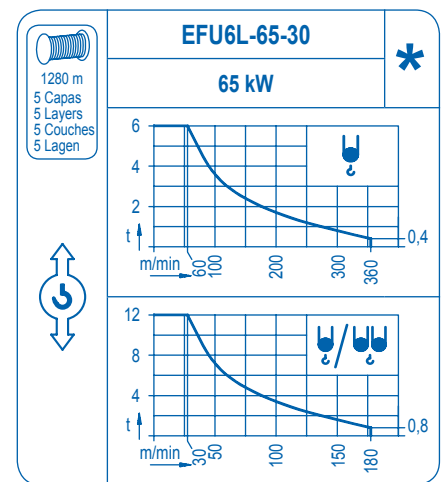 EFU6L-65-30
*
65 kW
1280 m
5 Capas
5 Layers
5 Couches
5 Lagen
6
4
2
t
m/min
60
100
200
300
360
0,4
12
8
4
t
m/min
30
50
100
150
180
0,8